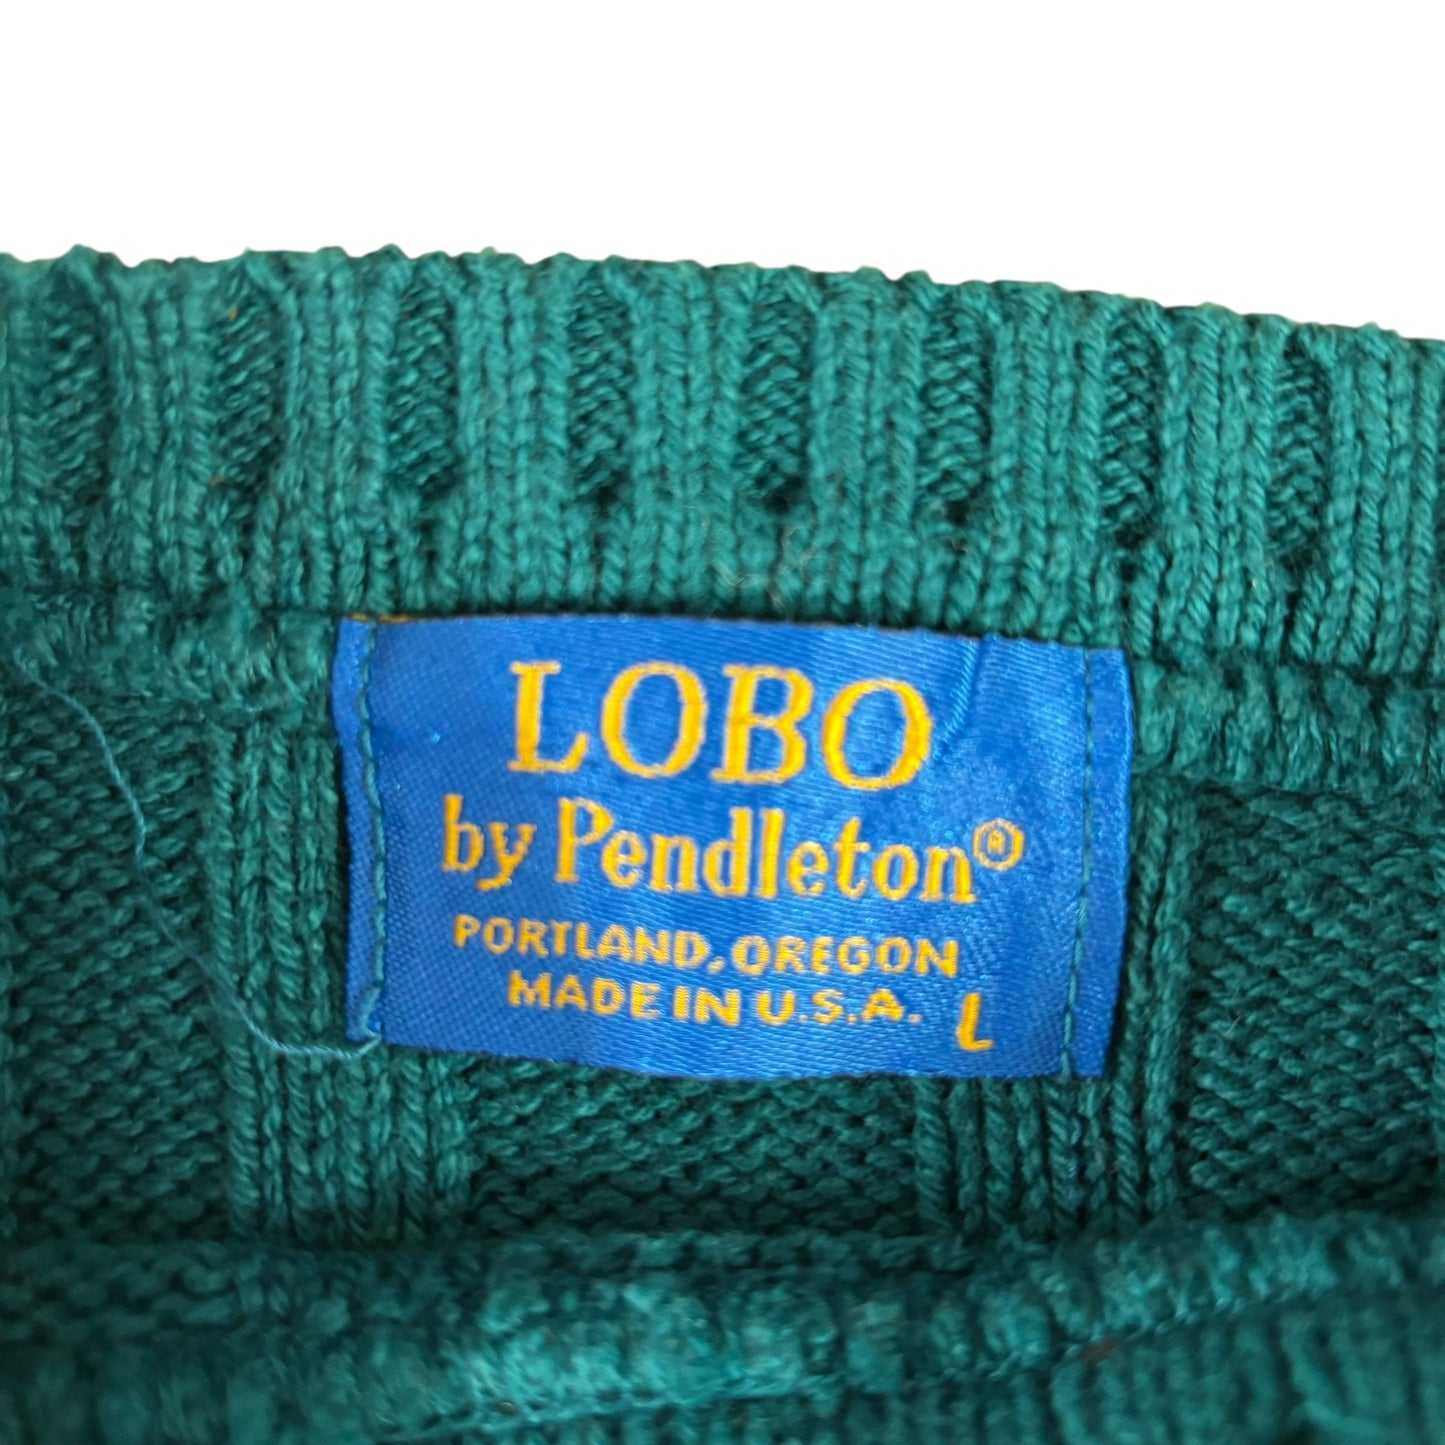 LOBO
by Pendleton®
PORTLAND, OREGON
MADE IN U.S.A. L